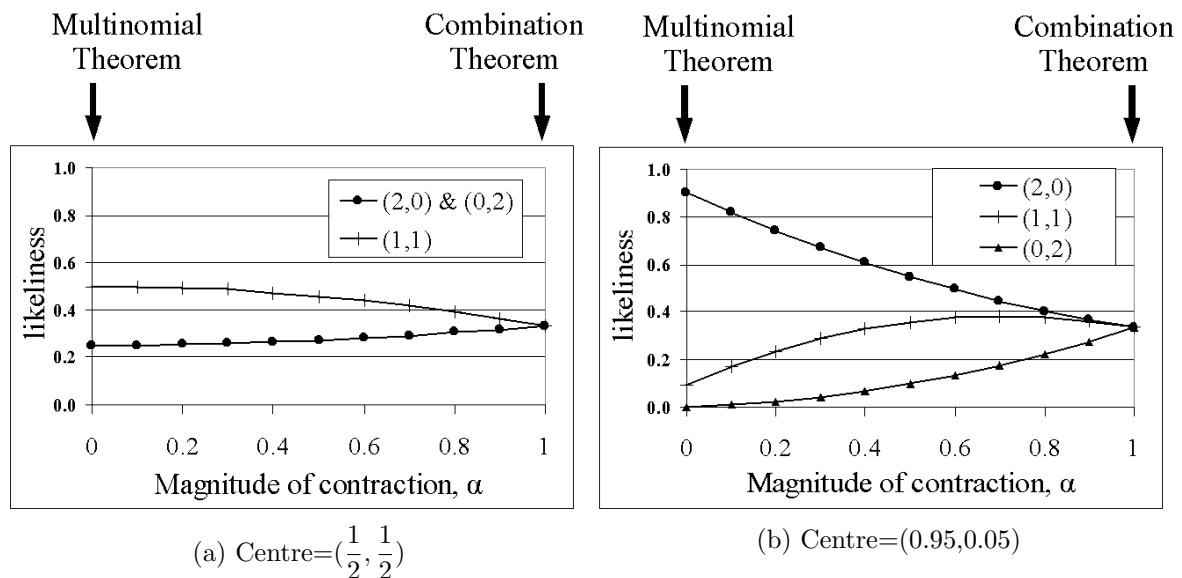 Multinomial
Theorem
Combination
Theorem
likeliness
1.0
0.8
0.6
0.4
0.2
0.0
(2,0) & (0,2)
(1,1)
0 0.2 0.4 0.6 0.8 1
Magnitude of contraction, α
(a) Centre=(1/2, 1/2)
Multinomial
Theorem
Combination
Theorem
likeliness
1.0
0.8
0.6
0.4
0.2
0.0
(2,0)
(1,1)
(0,2)
0 0.2 0.4 0.6 0.8 1
Magnitude of contraction, α
(b) Centre=(0.95,0.05)